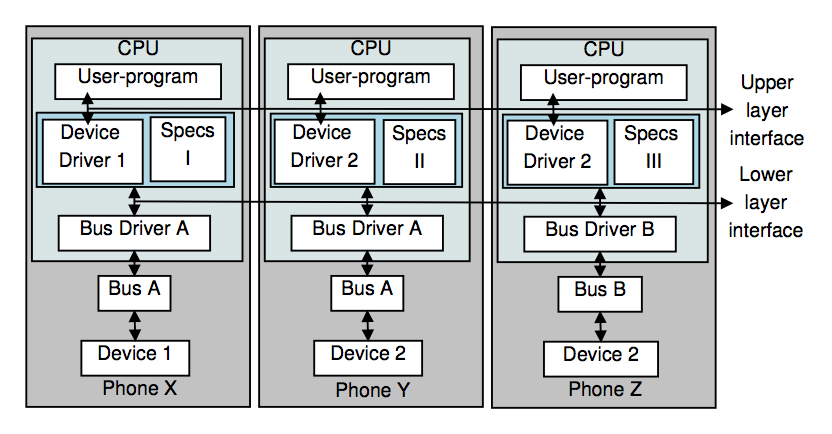 CPU
User-program
Device
Driver 1
Specs
I
Bus Driver A
Bus A
Device 1
Phone X
CPU
User-program
Device
Driver 2
Specs
II
Bus Driver A
Bus A
Device 2
Phone Y
CPU
User-program
Device
Driver 2
Specs
III
Bus Driver B
Bus B
Device 2
Phone Z
Upper
layer
interface
Lower
layer
interface